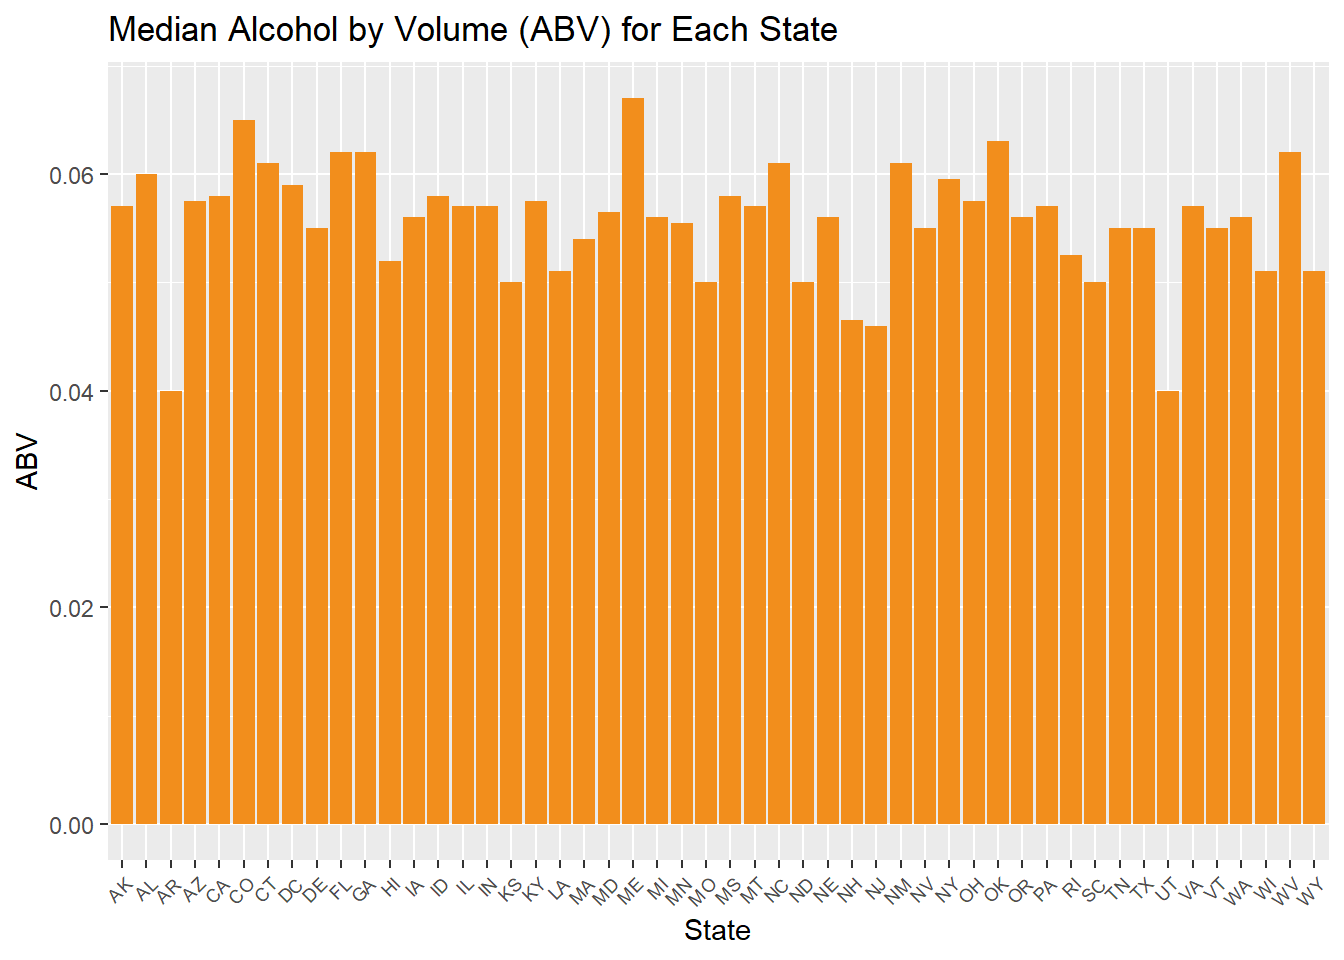 Median Alcohol by Volume (ABV) for Each State
ABV
0.06
0.04
0.02
0.00
AK AL AR AZ CA CO CT DC DE FL GA HI IA ID IL IN KS KY LA MA MD ME MI MN MO MS MT NC ND NE NH NJ NM NV NY OH OK OR PA RI SC TN TX UT VA VT WA WI WV WY
State